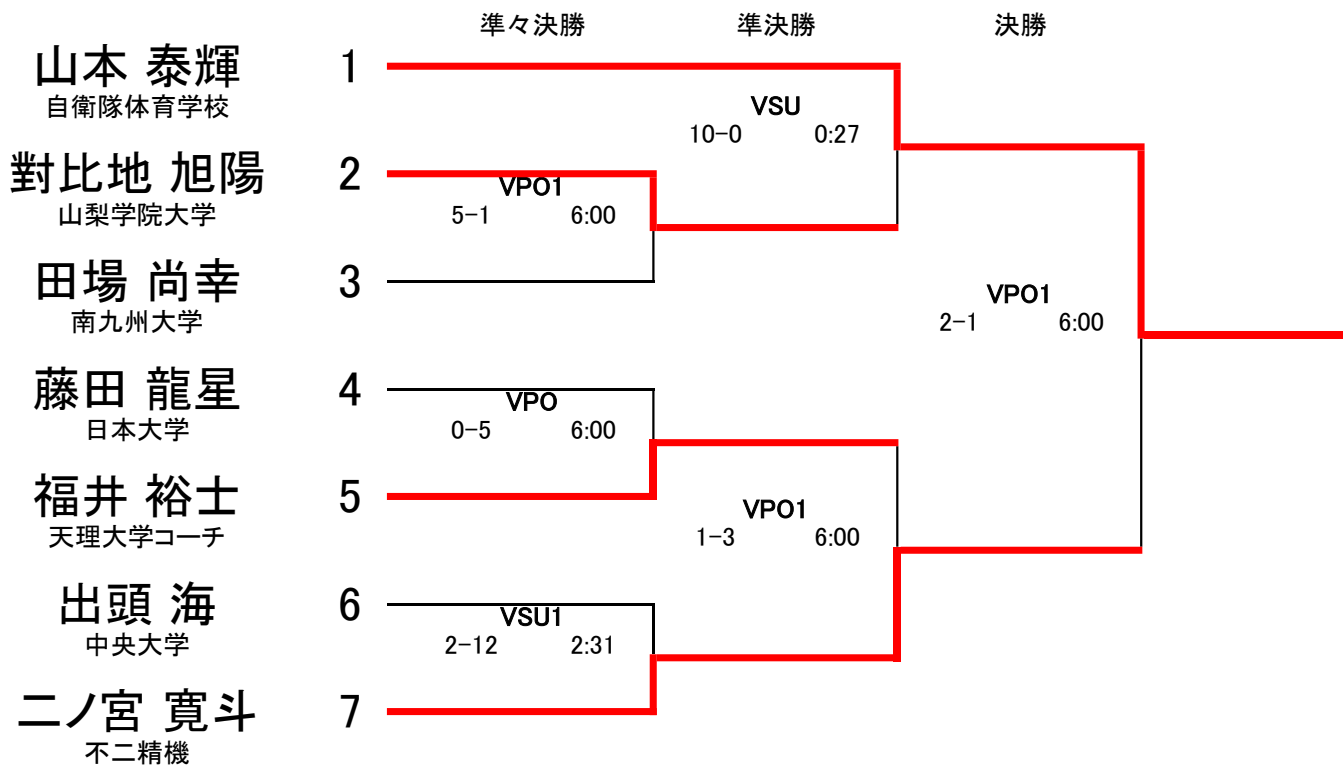 準々決勝 準決勝 決勝
山本 泰輝 1
自衛隊体育学校
VSU
10-0 0:27
對比地 旭陽 2
山梨学院大学
VPO1
5-1 6:00
田場 尚幸 3
南九州大学
VPO1
2-1 6:00
藤田 龍星 4
日本大学
VPO
0-5 6:00
福井 裕士 5
天理大学コーチ
VPO1
1-3 6:00
出頭 海 6
中央大学
VSU1
2-12 2:31
二ノ宮 寛斗 7
不二精機